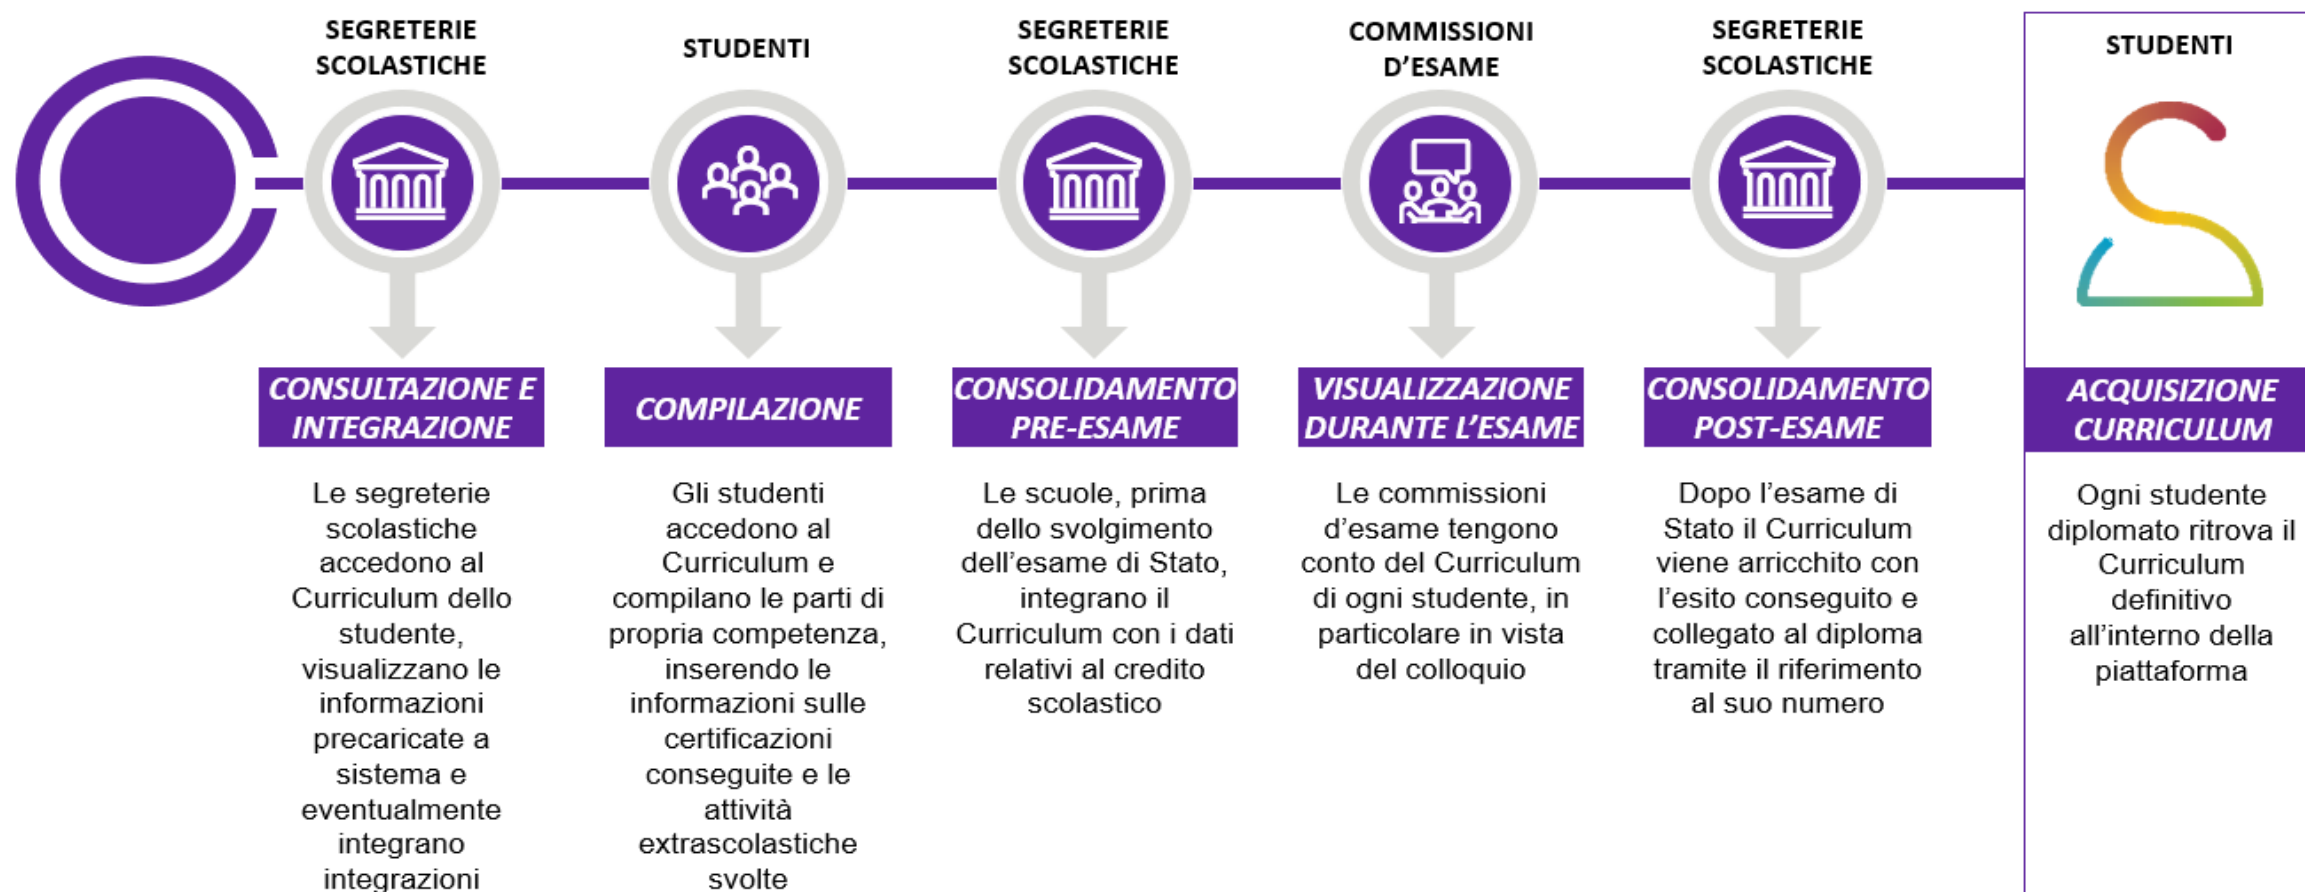 SEGRETERIE
SCOLASTICHE
CONSULTAZIONE E
INTEGRAZIONE
Le segreterie
scolastiche
accedono al
Curriculum dello
studente,
visualizzano le
informazioni
precaricate a
sistema e
eventualmente
integrano
integrazioni
STUDENTI
COMPILAZIONE
Gli studenti
accedono al
Curriculum e
compilano le parti di
propria competenza,
inserendo le
informazioni sulle
certificazioni
conseguite e le
attività
extrascolastiche
svolte
SEGRETERIE
SCOLASTICHE
CONSOLIDAMENTO
PRE-ESAME
Le scuole, prima
dello svolgimento
dell’esame di Stato,
integrano il
Curriculum con i dati
relativi al credito
scolastico
COMMISSIONI
D’ESAME
VISUALIZZAZIONE
DURANTE L’ESAME
Le commissioni
d’esame tengono
conto del Curriculum
di ogni studente, in
particolare in vista
del colloquio
SEGRETERIE
SCOLASTICHE
CONSOLIDAMENTO
POST-ESAME
Dopo l’esame di
Stato il Curriculum
viene arricchito con
l’esito conseguito e
collegato al diploma
tramite il riferimento
al suo numero
STUDENTI
ACQUISIZIONE
CURRICULUM
Ogni studente
diplomato ritrova il
Curriculum
definitivo
all’interno della
piattaforma